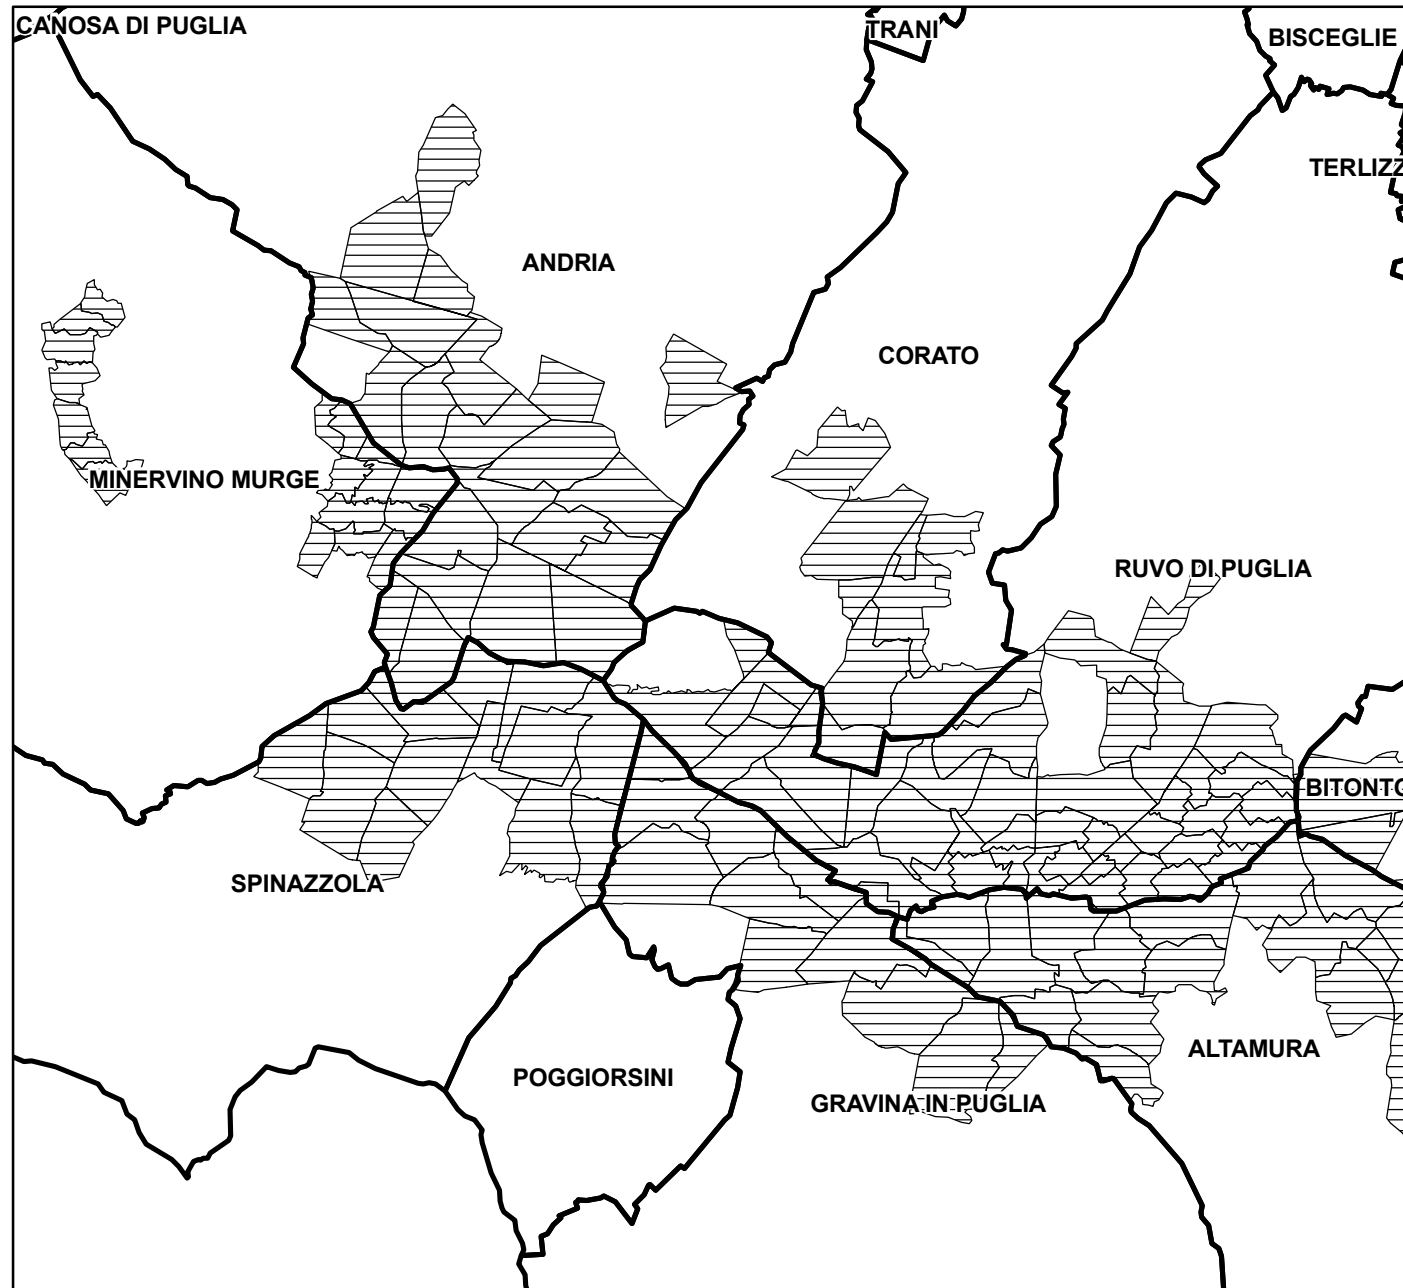 CANOSA DI PUGLIA
TRANI
BISCEGLIE
TERLIZZ
ANDRIA
CORATO
MINERVINO MURGE
RUVO DI PUGLIA
BITONTO
SPINAZZOLA
ALTAMURA
POGGIORSINI
GRAVINA IN PUGLIA